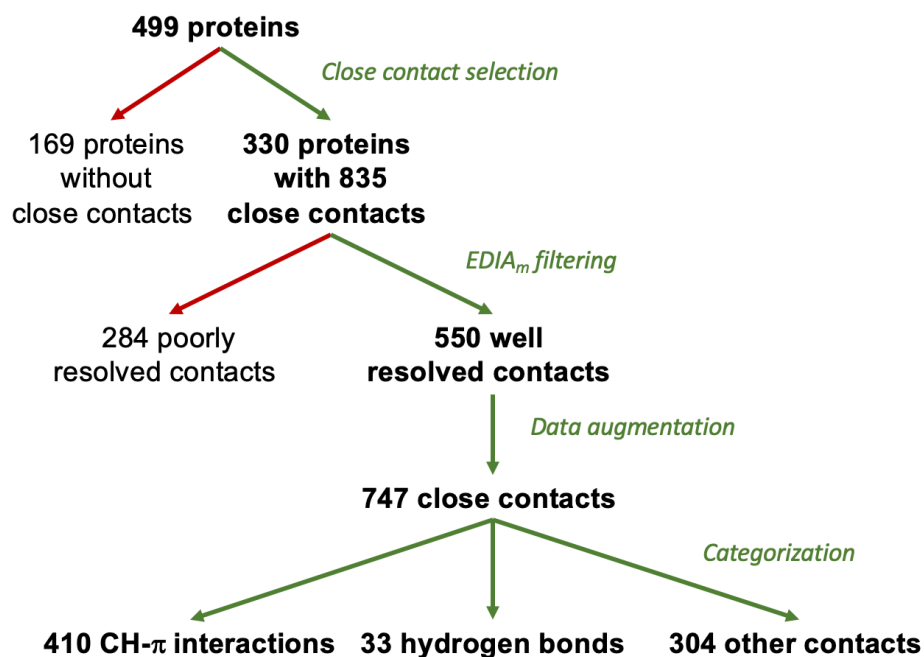 499 proteins
Close contact selection
169 proteins
without
close contacts
330 proteins
with 835
close contacts
EDIAm filtering
284 poorly
resolved contacts
550 well
resolved contacts
Data augmentation
747 close contacts
Categorization
410 CH-π interactions
33 hydrogen bonds
304 other contacts